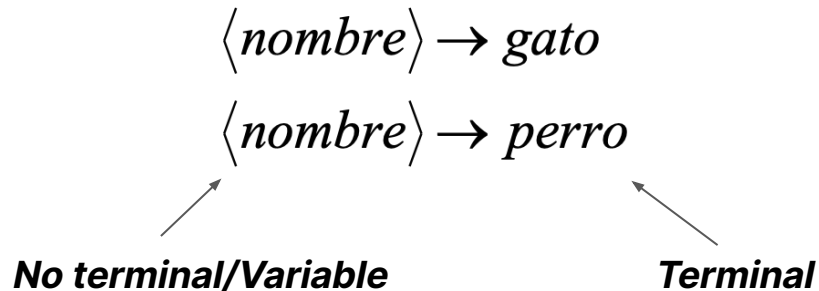 ⟨nombre⟩ → gato
⟨nombre⟩ → perro
No terminal/Variable
Terminal